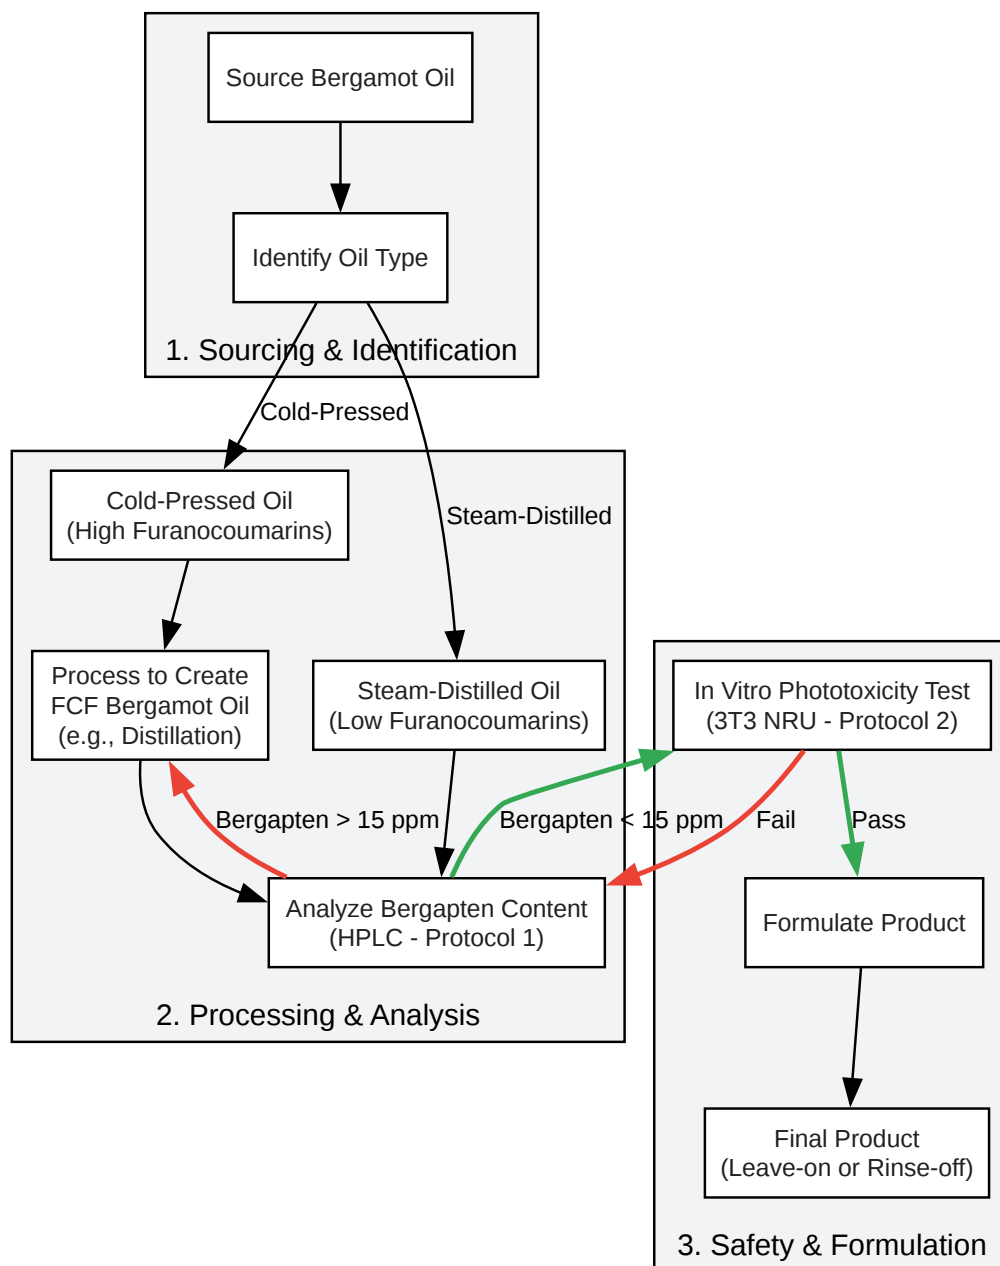 Source Bergamot Oil
Identify Oil Type
1. Sourcing & Identification
Cold-Pressed
Cold-Pressed Oil
(High Furanocoumarins)
Steam-Distilled
Process to Create
FCF Bergamot Oil
(e.g., Distillation)
Steam-Distilled Oil
(Low Furanocoumarins)
In Vitro Phototoxicity Test
(3T3 NRU - Protocol 2)
Bergapten > 15 ppm
Bergapten < 15 ppm
Fail
Pass
Analyze Bergapten Content
(HPLC - Protocol 1)
Formulate Product
2. Processing & Analysis
Final Product
(Leave-on or Rinse-off)
3. Safety & Formulation